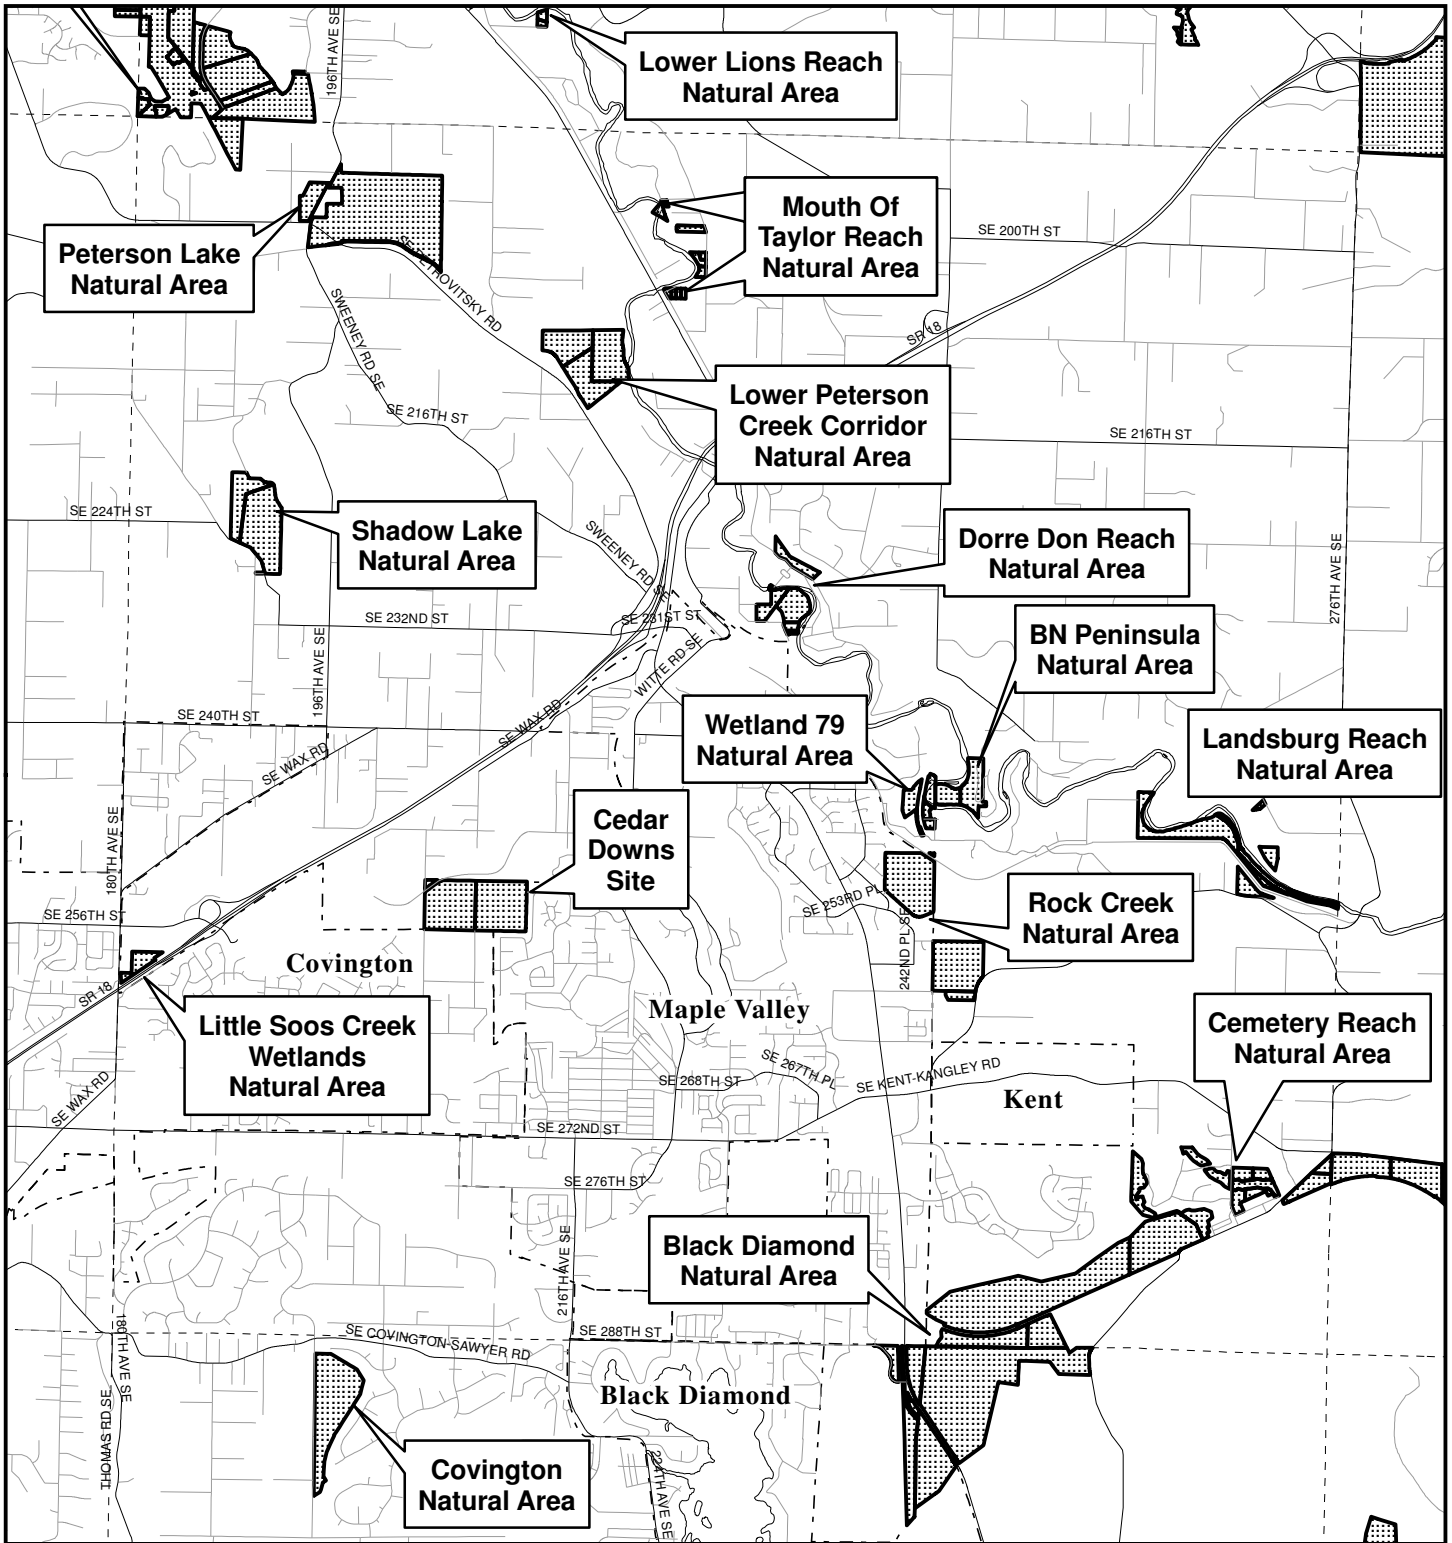 196TH AVE SE
Lower Lions Reach
Natural Area
Mouth Of
Taylor Reach
Natural Area
SE 200TH ST
Peterson Lake
Natural Area
SE PETROVITSKY RD
SWEENEY RD SE
SR 18
Lower Peterson
Creek Corridor
Natural Area
SE 216TH ST
SE 216TH ST
SE 224TH ST
Shadow Lake
Natural Area
SWEENEY RD SE
Dorre Don Reach
Natural Area
276TH AVE SE
SE 232ND ST
SE 231ST ST
196TH AVE SE
WITTE RD SE
BN Peninsula
Natural Area
SE 240TH ST
SE WAX RD
SE WAX RD
Wetland 79
Natural Area
Landsburg Reach
Natural Area
180TH AVE SE
Cedar
Downs
Site
SE 256TH ST
SE 253RD PL
242ND PL SE
Rock Creek
Natural Area
Covington
SR 18
Little Soos Creek
Wetlands
Natural Area
Maple Valley
Cemetery Reach
Natural Area
SE WAX RD
SE 268TH ST
SE 267TH PL
SE KENT-KANGLEY RD
Kent
SE 272ND ST
SE 276TH ST
216TH AVE SE
Black Diamond
Natural Area
180TH AVE SE
SE COVINGTON-SAWYER RD
SE 288TH ST
Black Diamond
THOMAS RD SE
224TH AVE SE
Covington
Natural Area